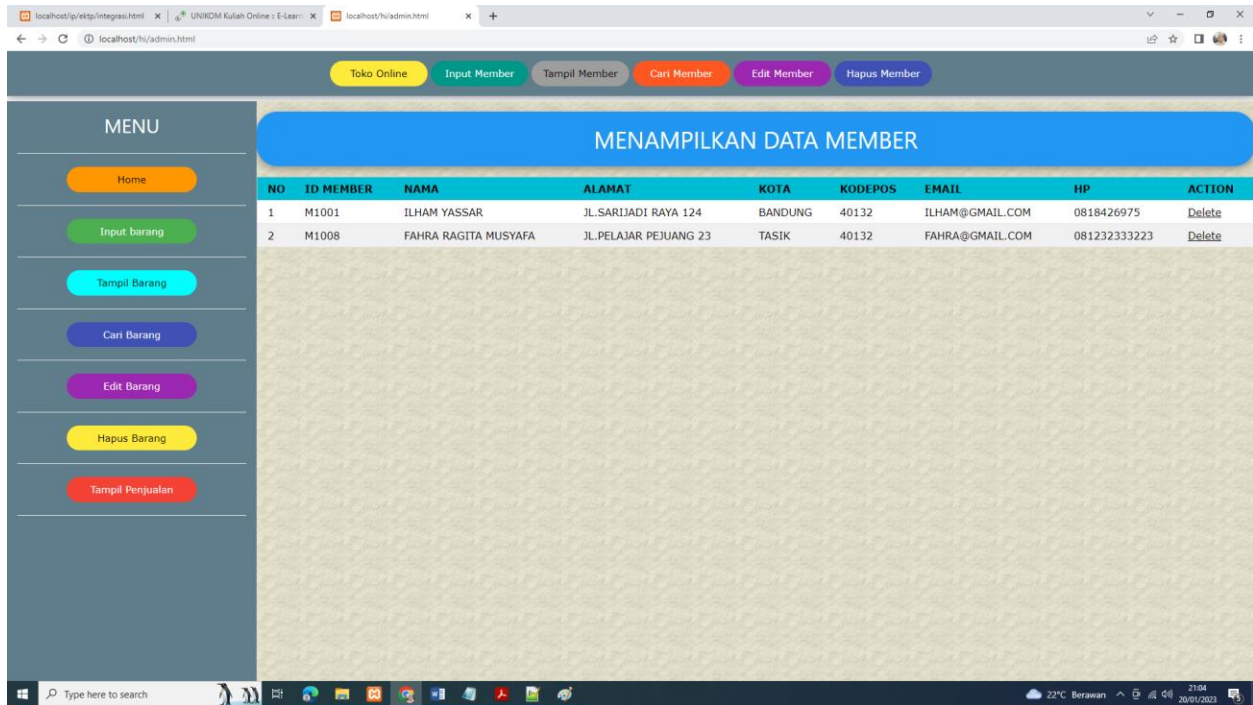 localhost/ip/ektp/integrasi.html UNIKOM Kuliah Online :: E-Learn localhost/hi/admin.html
localhost/hi/admin.html
Toko Online Input Member Tampil Member Cari Member Edit Member Hapus Member
MENU
Home
Input barang
Tampil Barang
Cari Barang
Edit Barang
Hapus Barang
Tampil Penjualan
MENAMPILKAN DATA MEMBER
NO ID MEMBER NAMA ALAMAT KOTA KODEPOS EMAIL HP ACTION
1 M1001 ILHAM YASSAR JL.SARIJADI RAYA 124 BANDUNG 40132 ILHAM@GMAIL.COM 0818426975 Delete
2 M1008 FAHRA RAGITA MUSYAFA JL.PELAJAR PEJUANG 23 TASIK 40132 FAHRA@GMAIL.COM 081232333223 Delete
Type here to search 22°C Berawan 21:04
20/01/2023 5